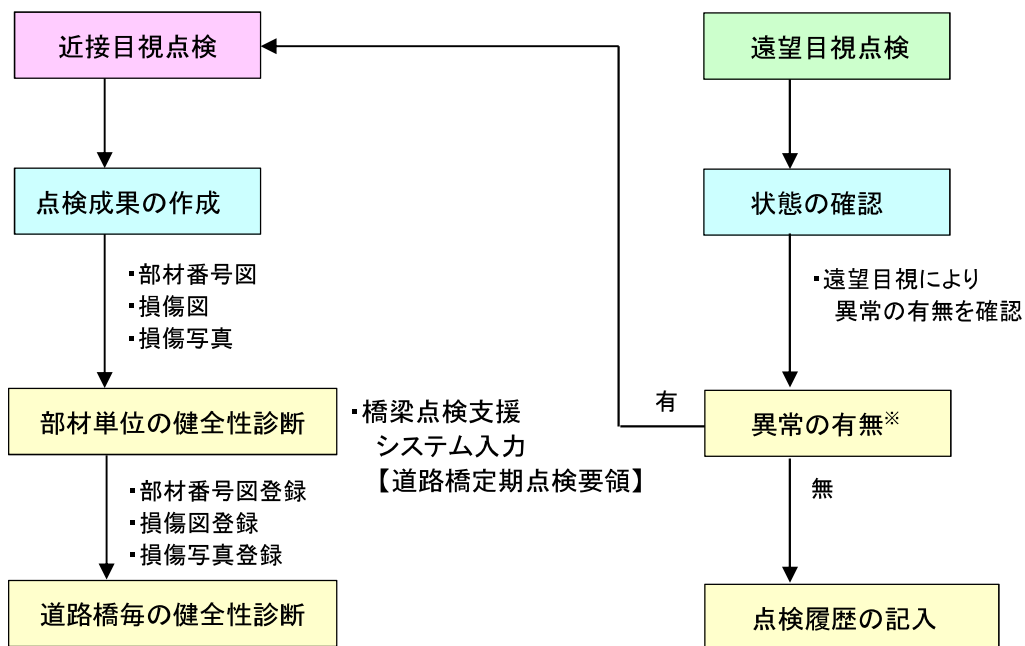 近接目視点検
点検成果の作成
・部材番号図
・損傷図
・損傷写真
部材単位の健全性診断
・橋梁点検支援
システム入力
【道路橋定期点検要領】
・部材番号図登録
・損傷図登録
・損傷写真登録
道路橋毎の健全性診断
遠望目視点検
状態の確認
・遠望目視により
異常の有無を確認
有
異常の有無※
無
点検履歴の記入